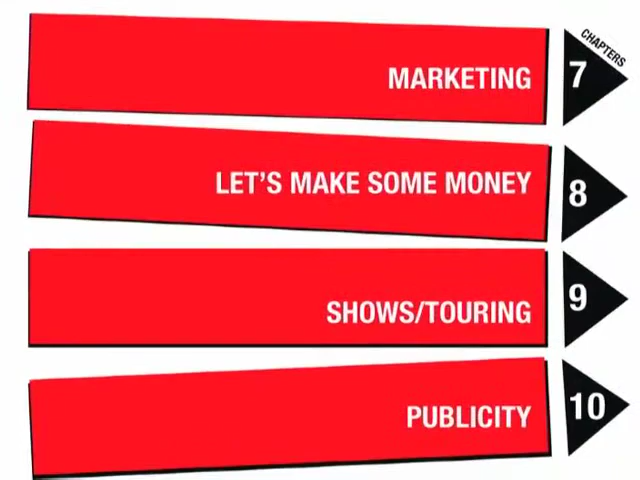 CHAPTERS
MARKETING 7
LET'S MAKE SOME MONEY 8
SHOWS/TOURING 9
PUBLICITY 10